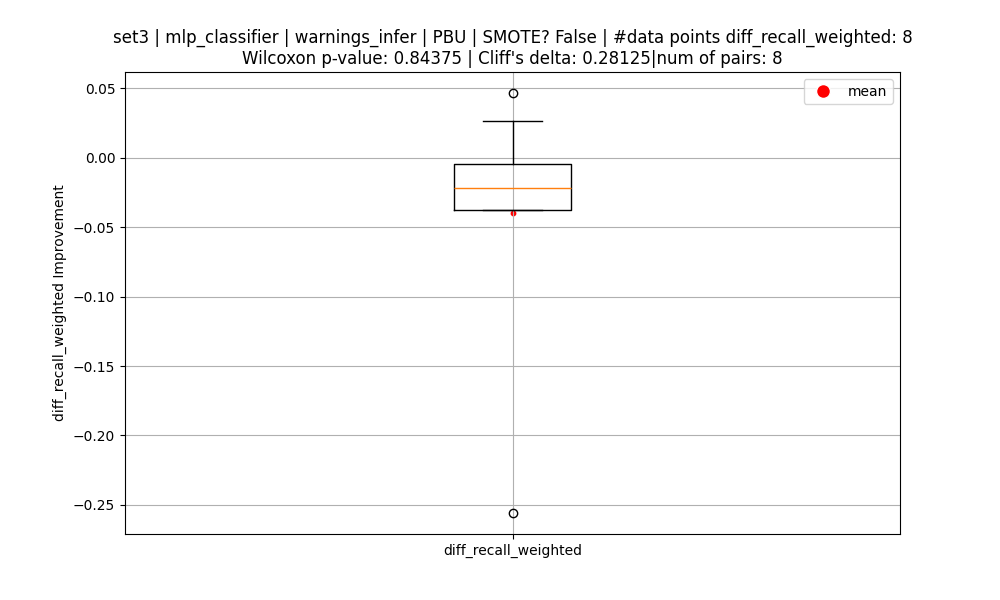 set3 | mlp_classifier | warnings_infer | PBU | SMOTE? False | #data points diff_recall_weighted: 8
Wilcoxon p-value: 0.84375 | Cliff's delta: 0.28125|num of pairs: 8
mean
0.05
0.00
−0.05
−0.10
−0.15
−0.20
−0.25
diff_recall_weighted Improvement
diff_recall_weighted